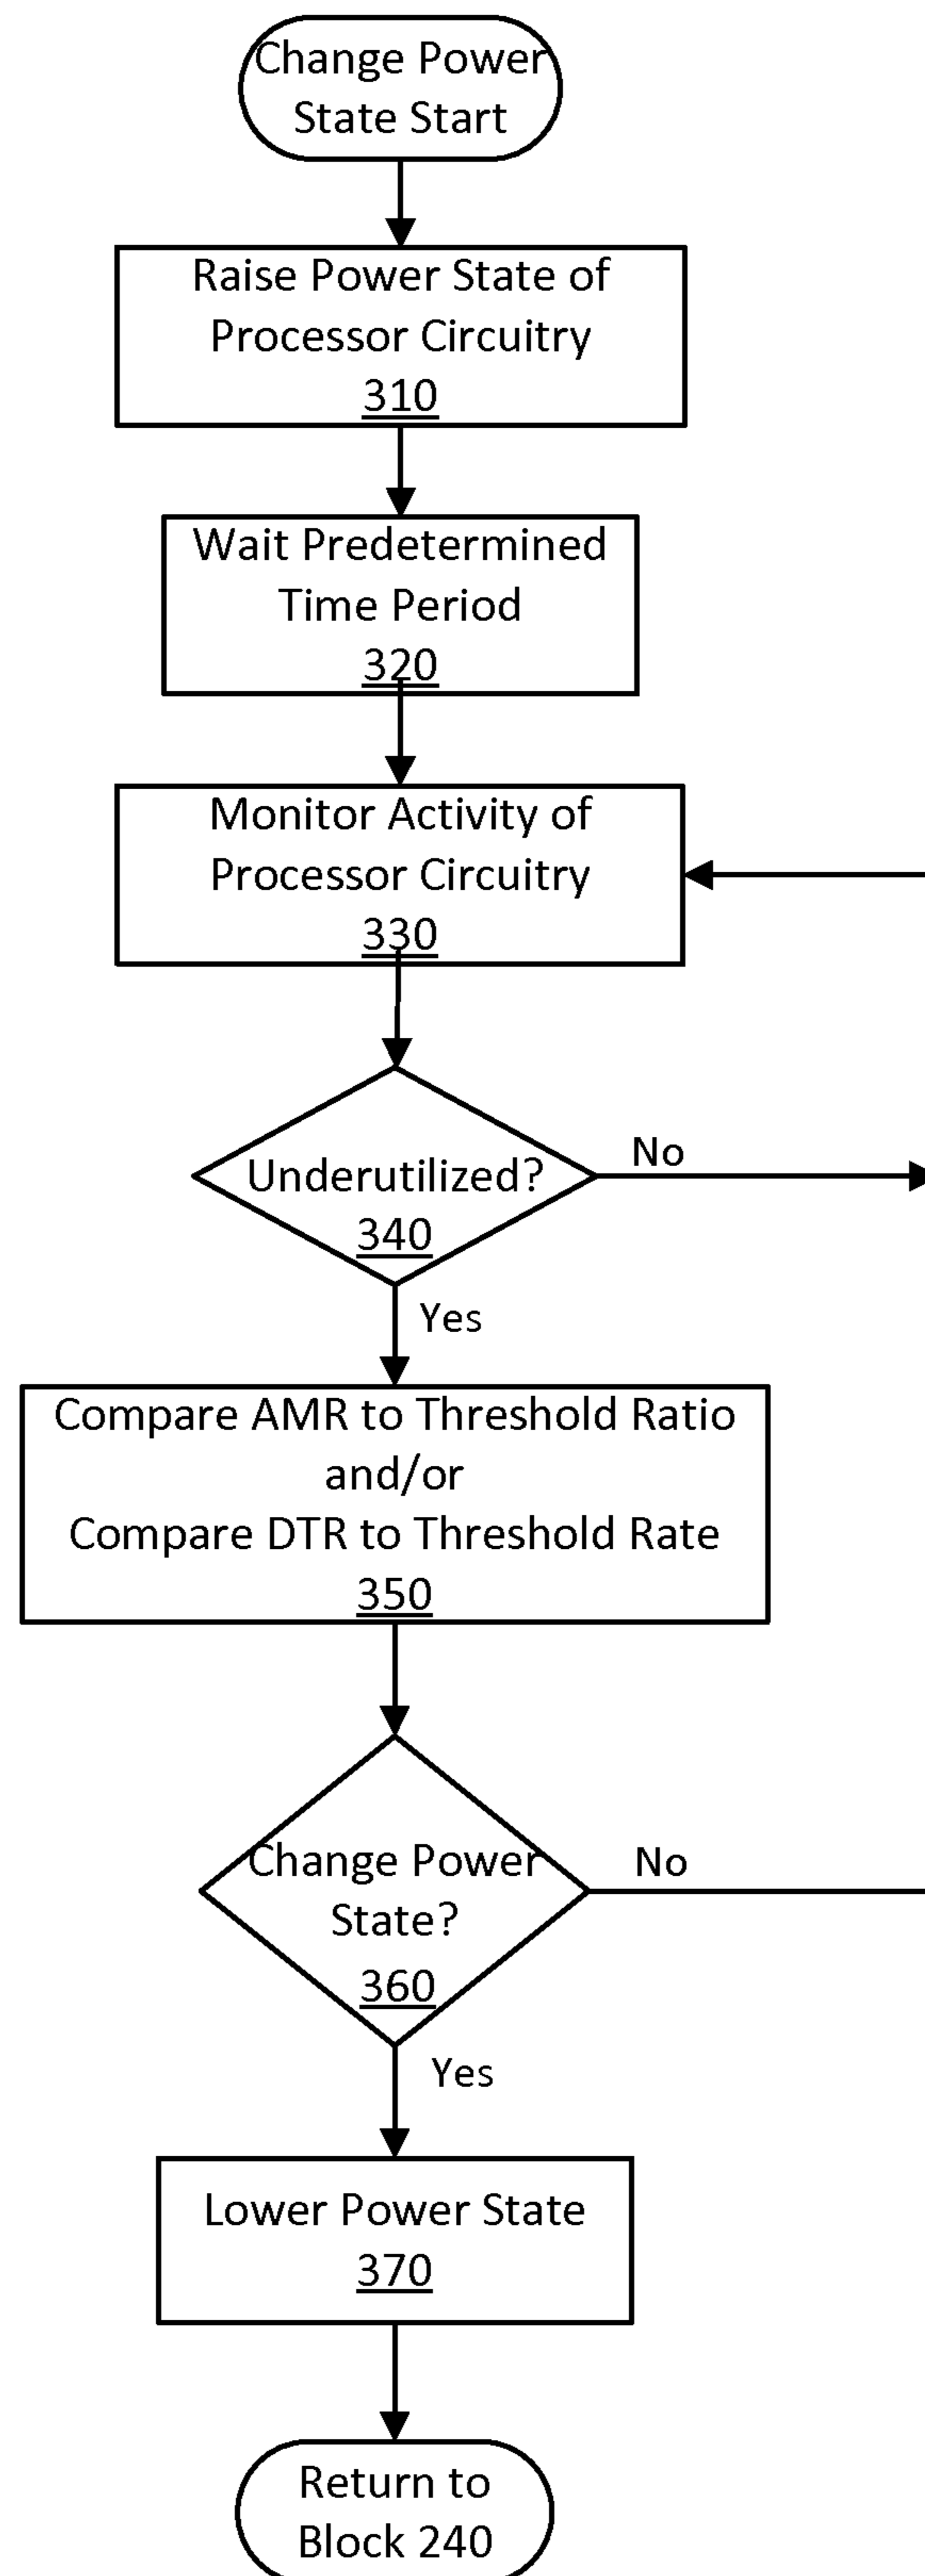 Change Power
State Start
Raise Power State of
Processor Circuitry
310
Wait Predetermined
Time Period
320
Monitor Activity of
Processor Circuitry
330
Underutilized?
340
No
Yes
Compare AMR to Threshold Ratio
and/or
Compare DTR to Threshold Rate
350
Change Power
State?
360
No
Yes
Lower Power State
370
Return to
Block 240